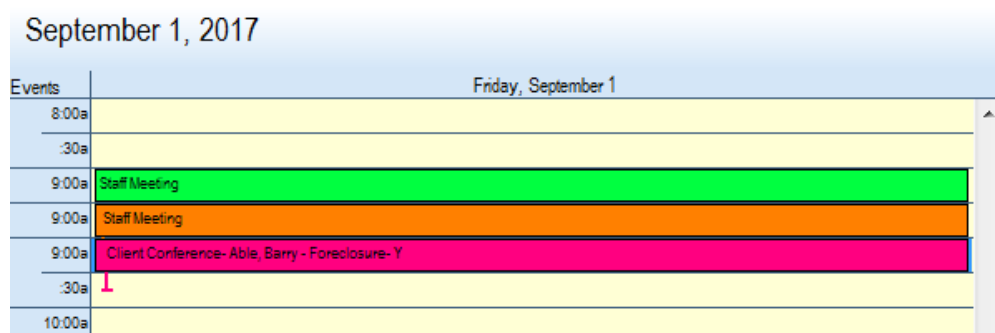 September 1, 2017
Events Friday, September 1
8:00a
:30a
9:00a Staff Meeting
9:00a Staff Meeting
9:00a Client Conference- Able, Barry - Foreclosure- Y
:30a
10:00a